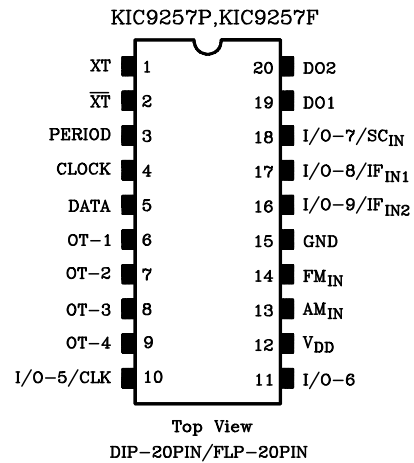 KIC9257P,KIC9257F
XT 1 20 DO2
X̅T̅ 2 19 DO1
PERIOD 3 18 I/O-7/SCIN
CLOCK 4 17 I/O-8/IFIN1
DATA 5 16 I/O-9/IFIN2
OT-1 6 15 GND
OT-2 7 14 FMIN
OT-3 8 13 AMIN
OT-4 9 12 VDD
I/O-5/CLK 10 11 I/O-6
Top View
DIP-20PIN/FLP-20PIN